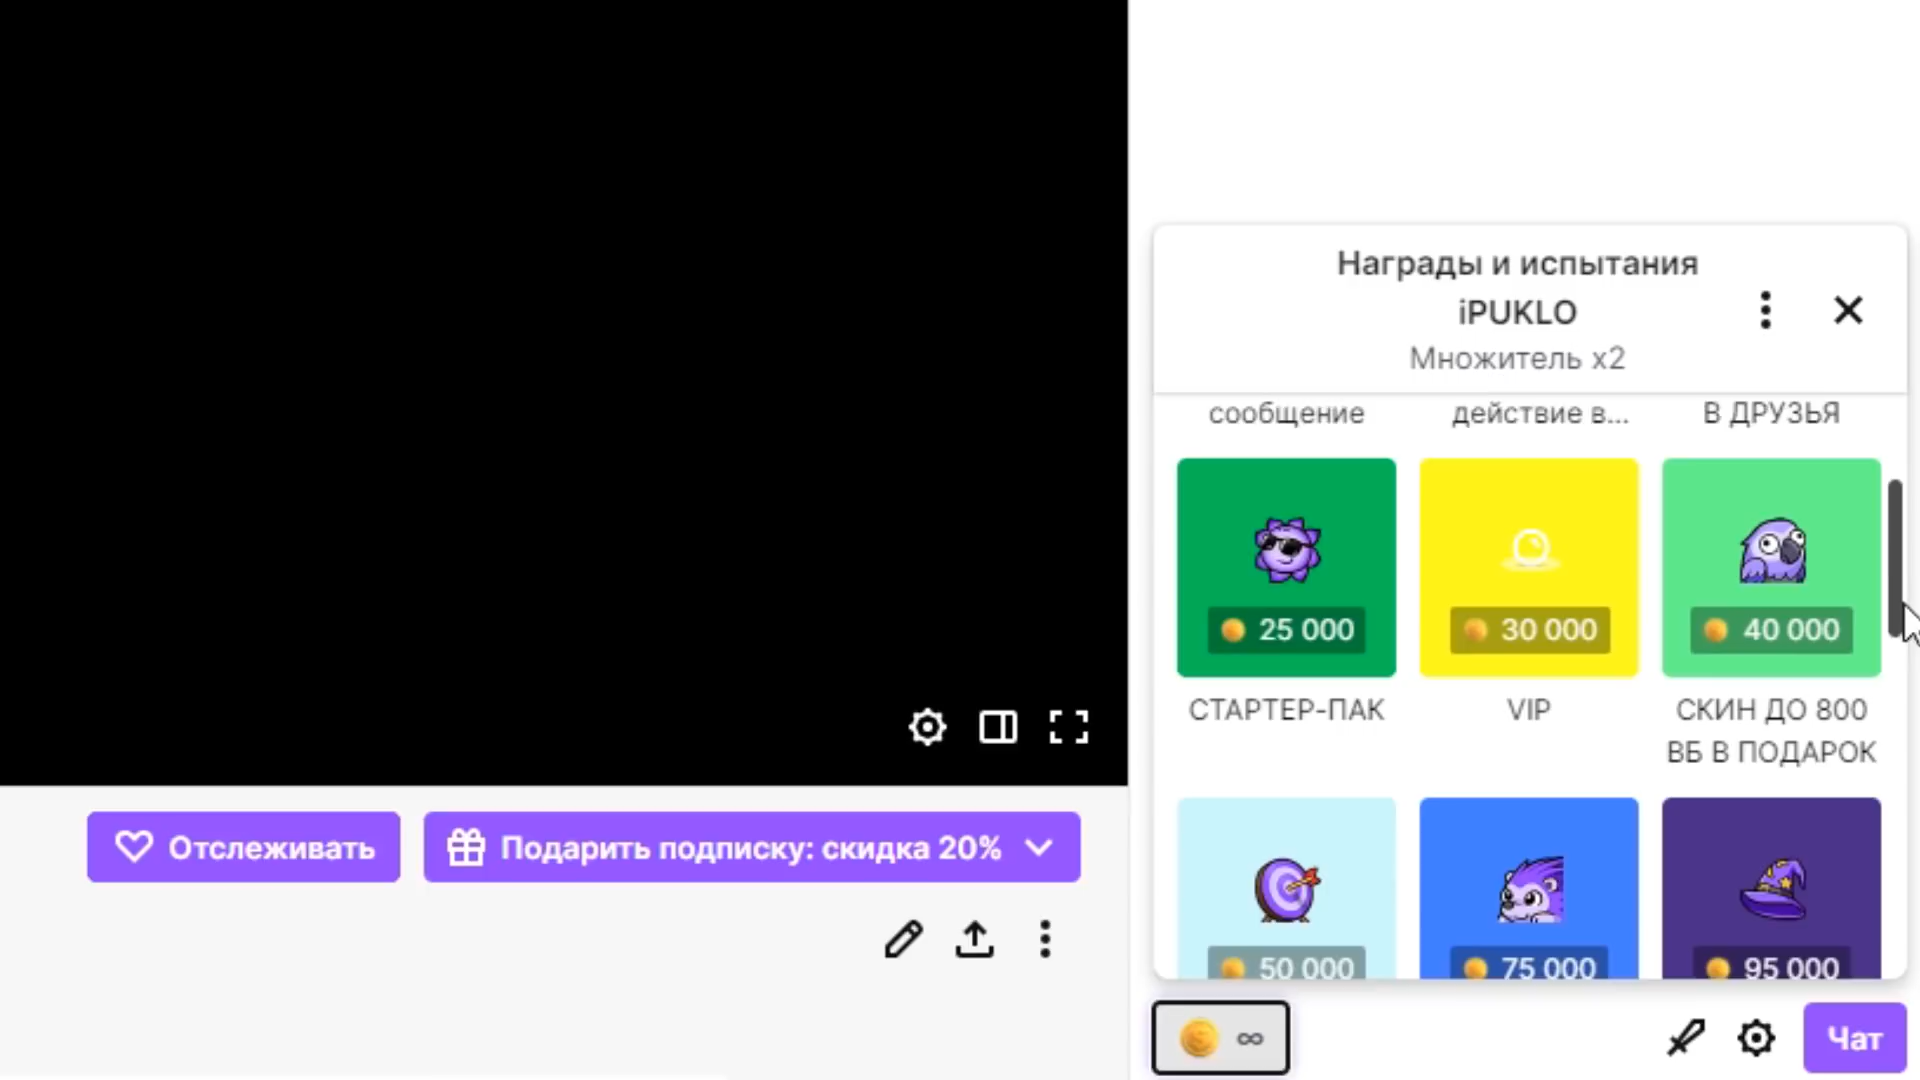 Награды и испытания
iPUKLO
Множитель x2
сообщение
действие в...
В ДРУЗЬЯ
25 000
30 000
40 000
СТАРТЕР-ПАК
VIP
СКИН ДО 800
ВБ В ПОДАРОК
50 000
75 000
95 000
Отслеживать
Подарить подписку: скидка 20%
∞
Чат